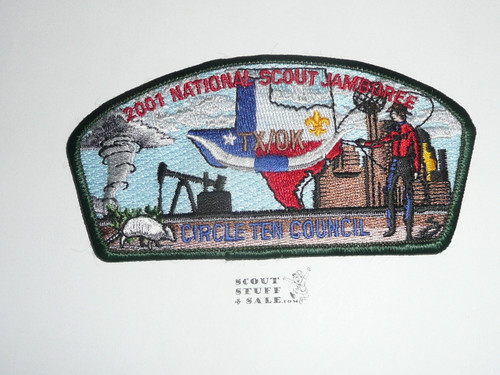 2001 NATIONAL SCOUT JAMBOREE
TX/OK
CIRCLE TEN COUNCIL
SCOUT
STUFF
4 SALE.com